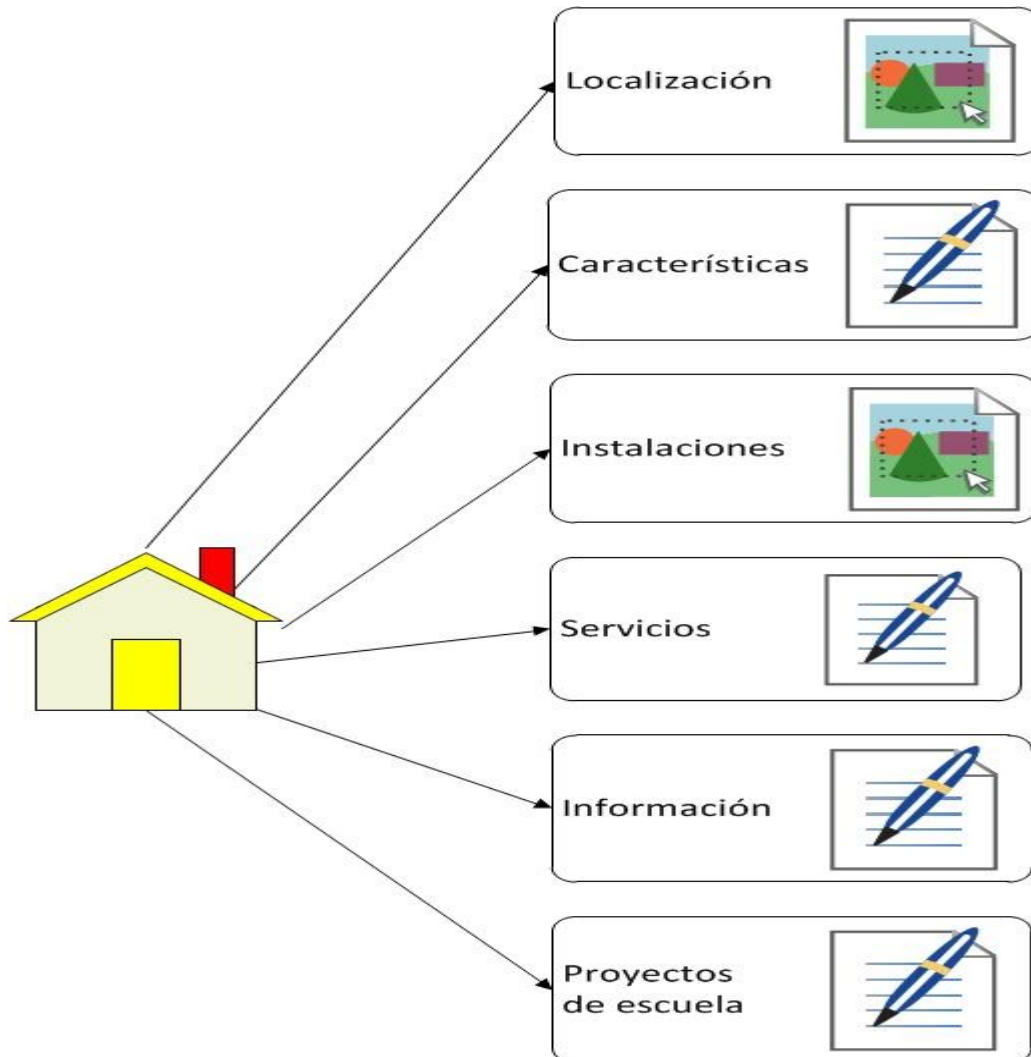 Localización
Características
Instalaciones
Servicios
Información
Proyectos
de escuela